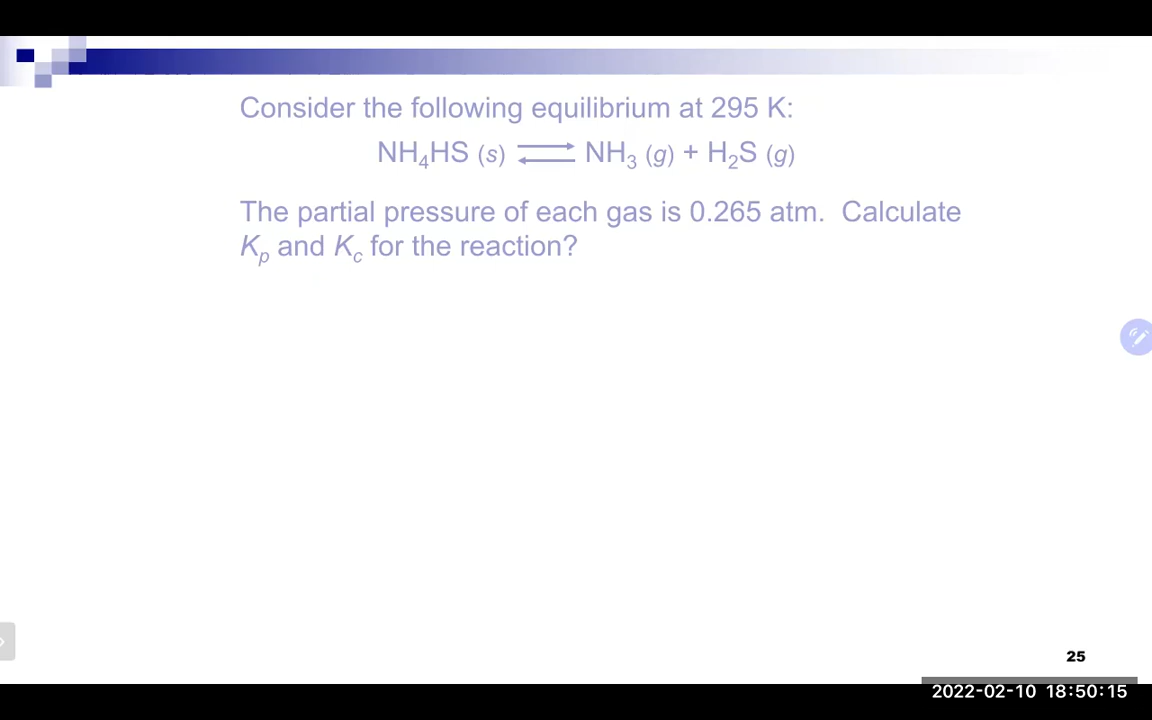 Consider the following equilibrium at 295 K:
NH₄HS (s) ⇌ NH₃ (g) + H₂S (g)
The partial pressure of each gas is 0.265 atm. Calculate
Kₚ and K꜀ for the reaction?
25
2022-02-10 18:50:15